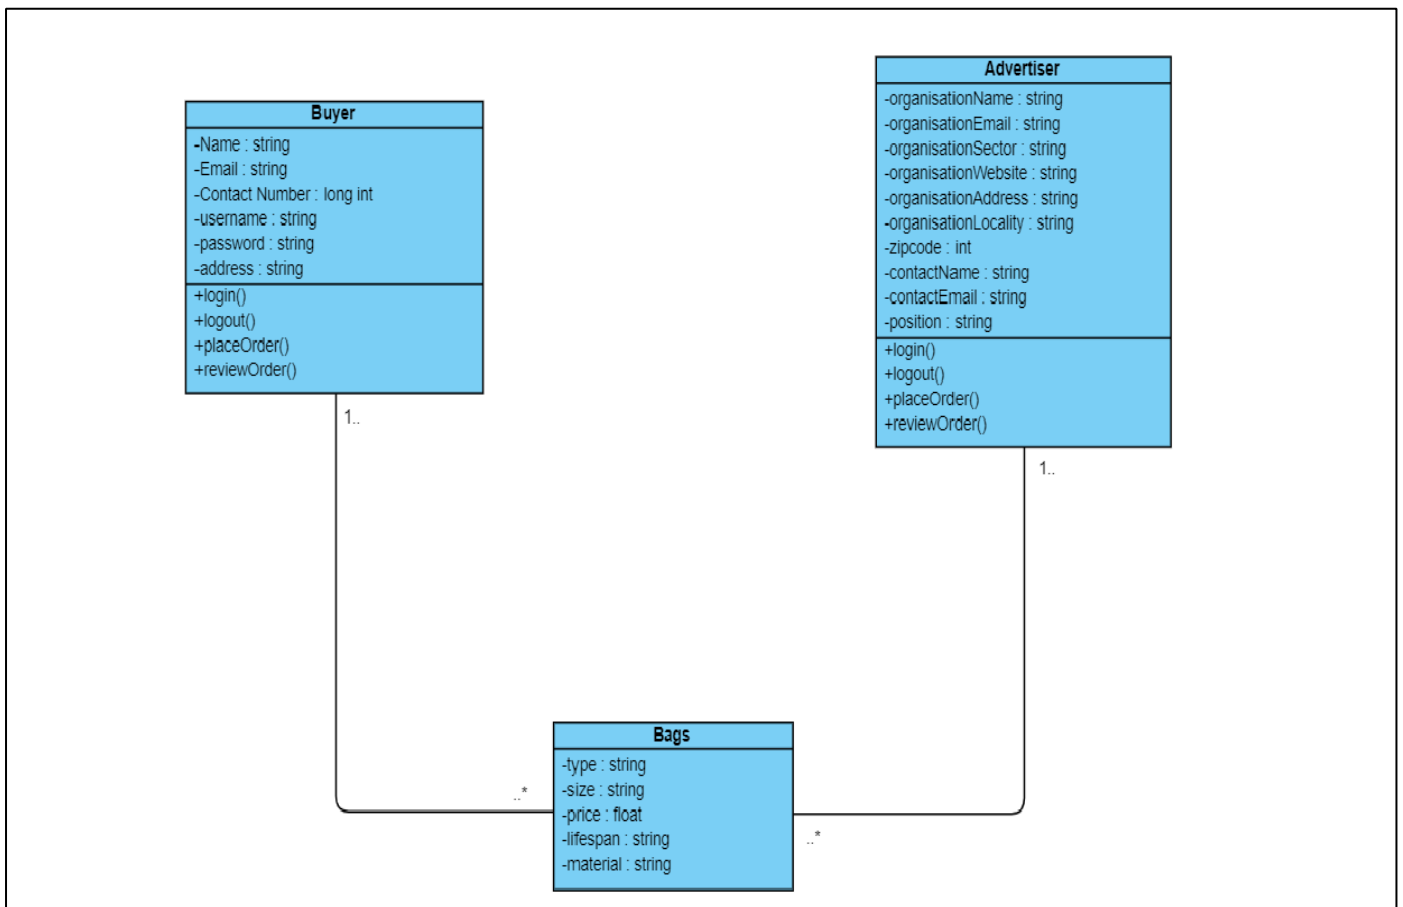 Buyer
-Name : string
-Email : string
-Contact Number : long int
-username : string
-password : string
-address : string
+login()
+logout()
+placeOrder()
+reviewOrder()
1..
Advertiser
-organisationName : string
-organisationEmail : string
-organisationSector : string
-organisationWebsite : string
-organisationAddress : string
-organisationLocality : string
-zipcode : int
-contactName : string
-contactEmail : string
-position : string
+login()
+logout()
+placeOrder()
+reviewOrder()
1..
..*
Bags
-type : string
-size : string
-price : float
-lifespan : string
-material : string
..*